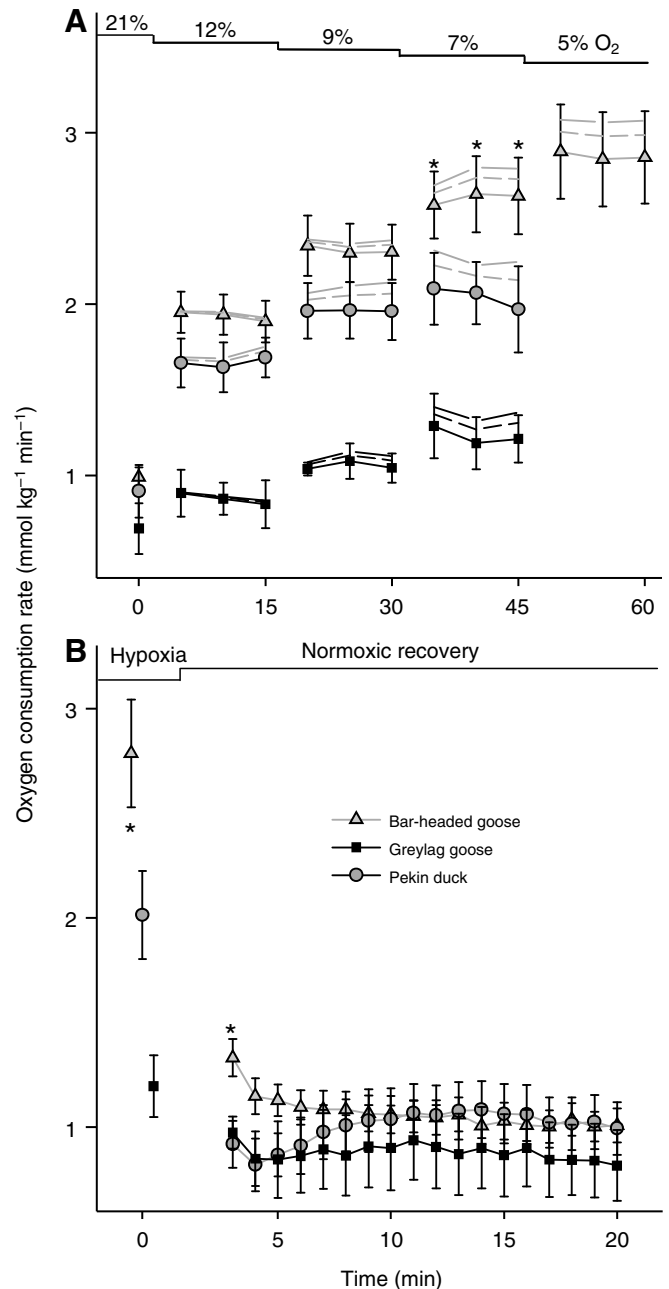 A
21% 12% 9% 7% 5% O₂
*
* *
3
2
1
0 15 30 45 60
Oxygen consumption rate (mmol kg⁻¹ min⁻¹)
B
Hypoxia Normoxic recovery
3
*
Bar-headed goose
Greylag goose
Pekin duck
2
*
1
0 5 10 15 20
Time (min)